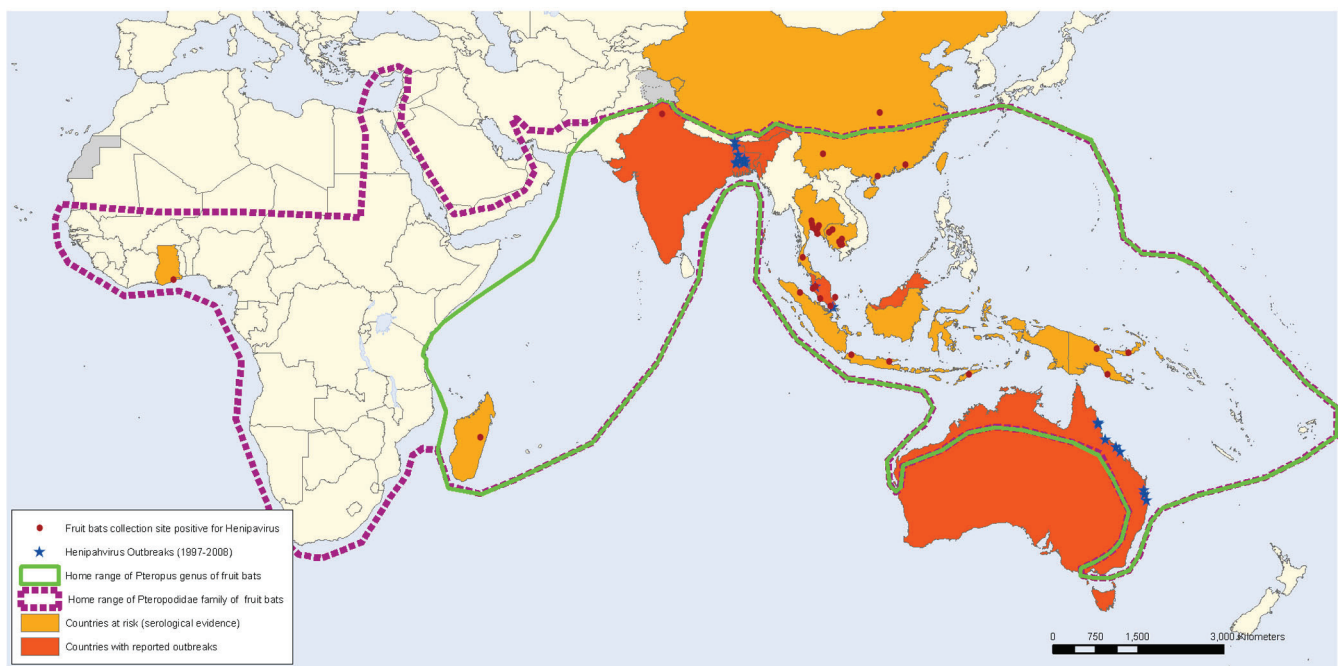 Fruit bats collection site positive for Henipavirus
Henipahvirus Outbreaks (1997-2008)
Home range of Pteropus genus of fruit bats
Home range of Pteropodidae family of fruit bats
Countries at risk (serological evidence)
Countries with reported outbreaks
0 750 1,500 3,000 Kilometers